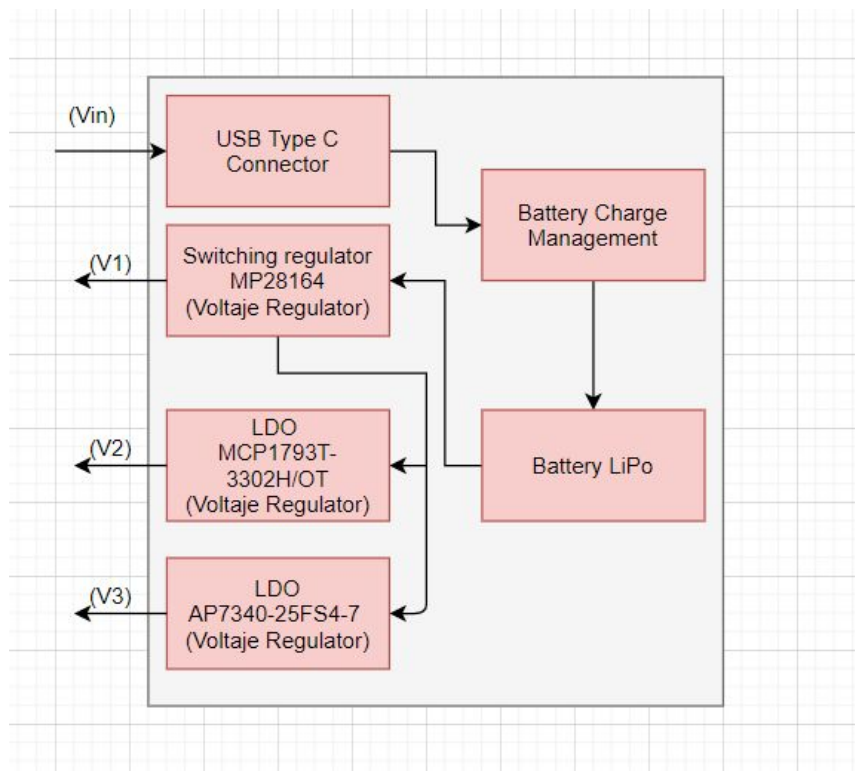 (Vin)
USB Type C
Connector
Battery Charge
Management
(V1)
Switching regulator
MP28164
(Voltaje Regulator)
(V2)
LDO
MCP1793T-
3302H/OT
(Voltaje Regulator)
Battery LiPo
(V3)
LDO
AP7340-25FS4-7
(Voltaje Regulator)